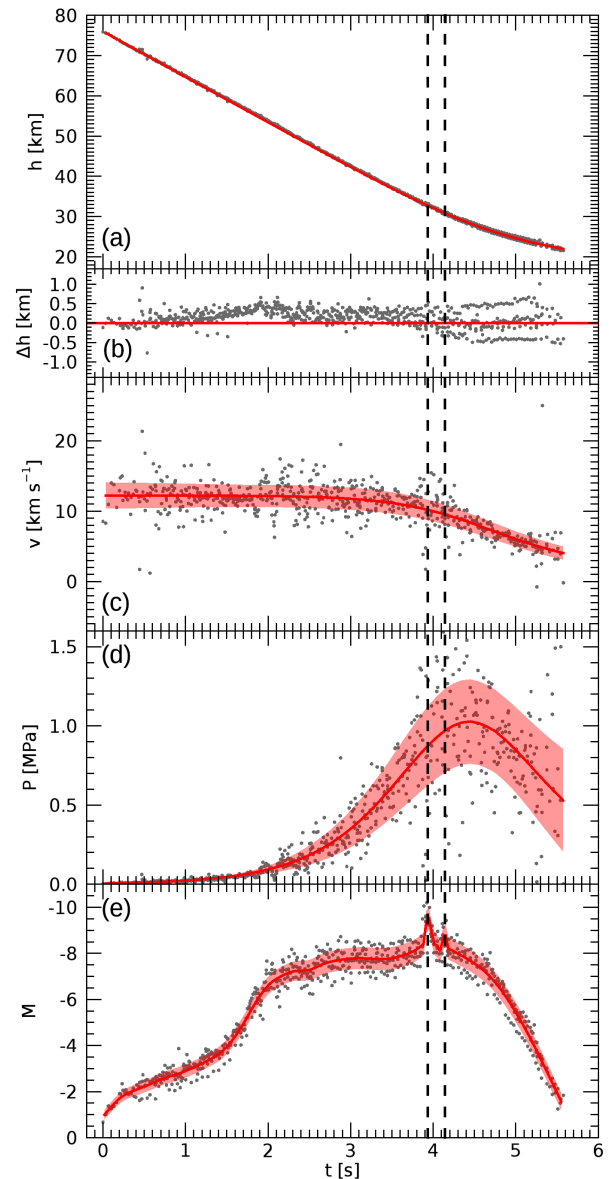 80
70
60
50
40
30
20
h [km]
(a)
1.0
0.5
0.0
-0.5
-1.0
Δh [km]
(b)
20
10
0
v [km s⁻¹]
(c)
(d)
1.5
1.0
0.5
0.0
P [MPa]
(e)
-10
-8
-6
-4
-2
0
M
0 1 2 3 4 5 6
t [s]